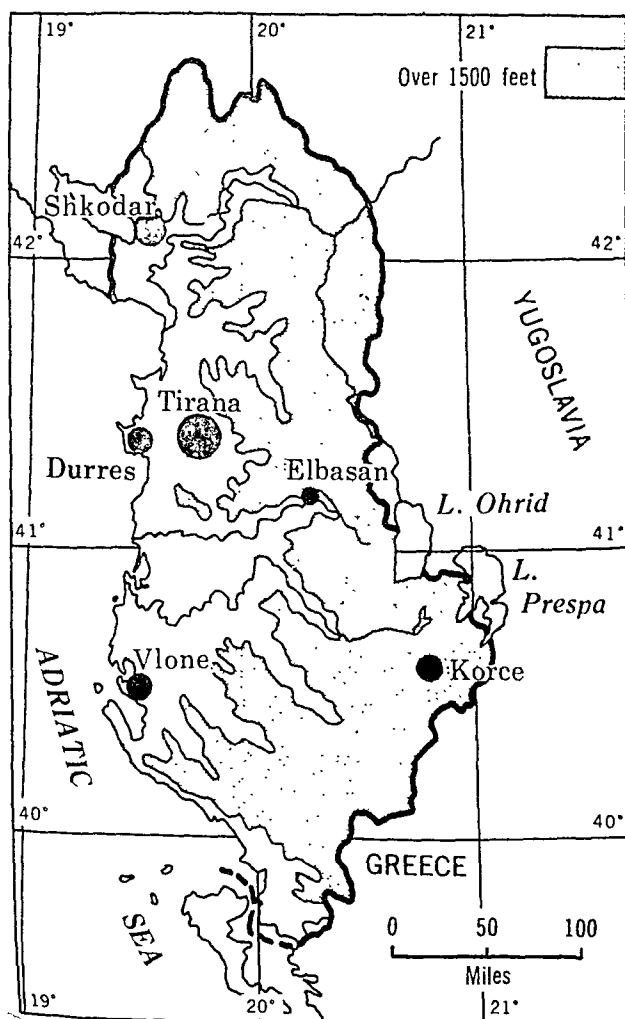 19°
20°
21°
Over 1500 feet
Shkodar
42°
42°
YUGOSLAVIA
Tirana
Durres
Elbasan
L. Ohrid
41°
41°
L.
Prespa
Vlone
Korce
ADRIATIC
SEA
40°
40°
GREECE
0 50 100
Miles
19°
20°
21°